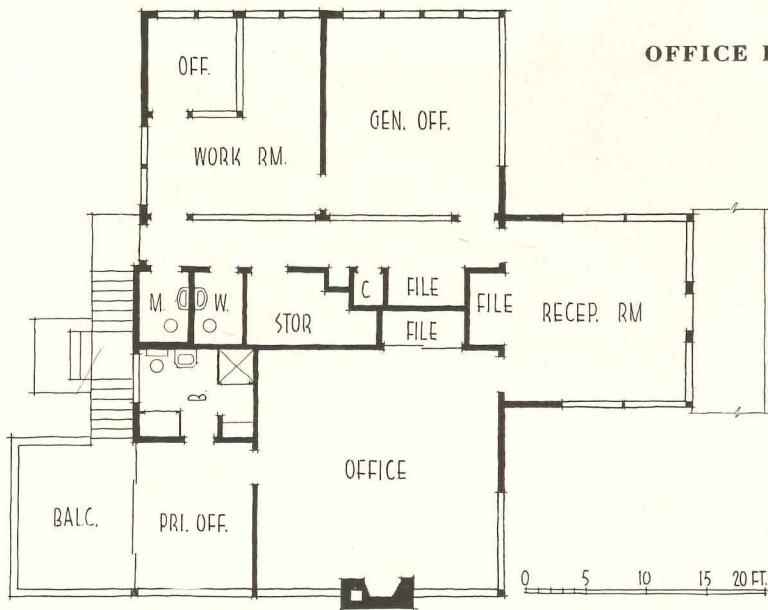 OFFICE
OFF.
GEN. OFF.
WORK RM.
M.
W.
STOR
C
FILE
FILE
FILE
RECEP. RM
B.
OFFICE
BALC.
PRI. OFF.
0 5 10 15 20 FT.